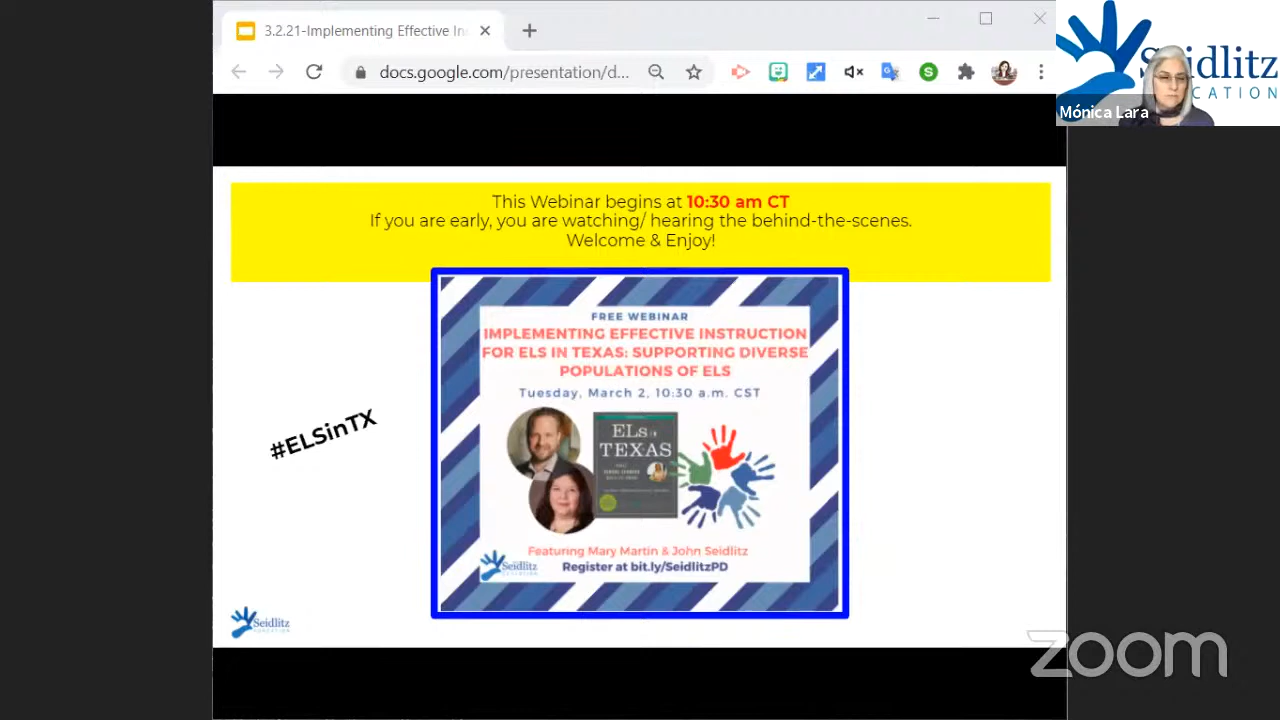 3.2.21-Implementing Effective In
docs.google.com/presentation/d...
Seidlitz
EDUCATION
Mónica Lara
This Webinar begins at 10:30 am CT
If you are early, you are watching/ hearing the behind-the-scenes.
Welcome & Enjoy!
#ELSinTX
FREE WEBINAR
IMPLEMENTING EFFECTIVE INSTRUCTION
FOR ELS IN TEXAS: SUPPORTING DIVERSE
POPULATIONS OF ELS
Tuesday, March 2, 10:30 a.m. CST
ELs in
TEXAS
Featuring Mary Martin & John Seidlitz
Seidlitz
Register at bit.ly/SeidlitzPD
Seidlitz
EDUCATION
zoom